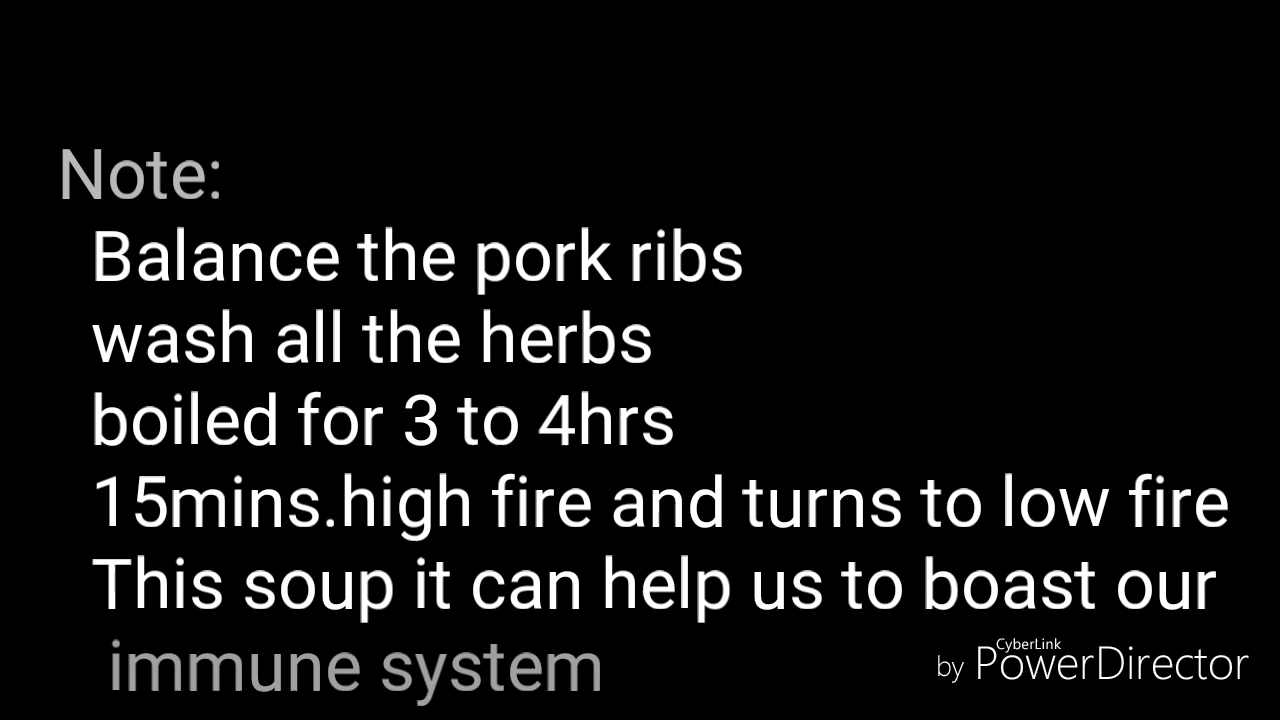 Note:
Balance the pork ribs
wash all the herbs
boiled for 3 to 4hrs
15mins.high fire and turns to low fire
This soup it can help us to boast our
immune system
CyberLink
by PowerDirector